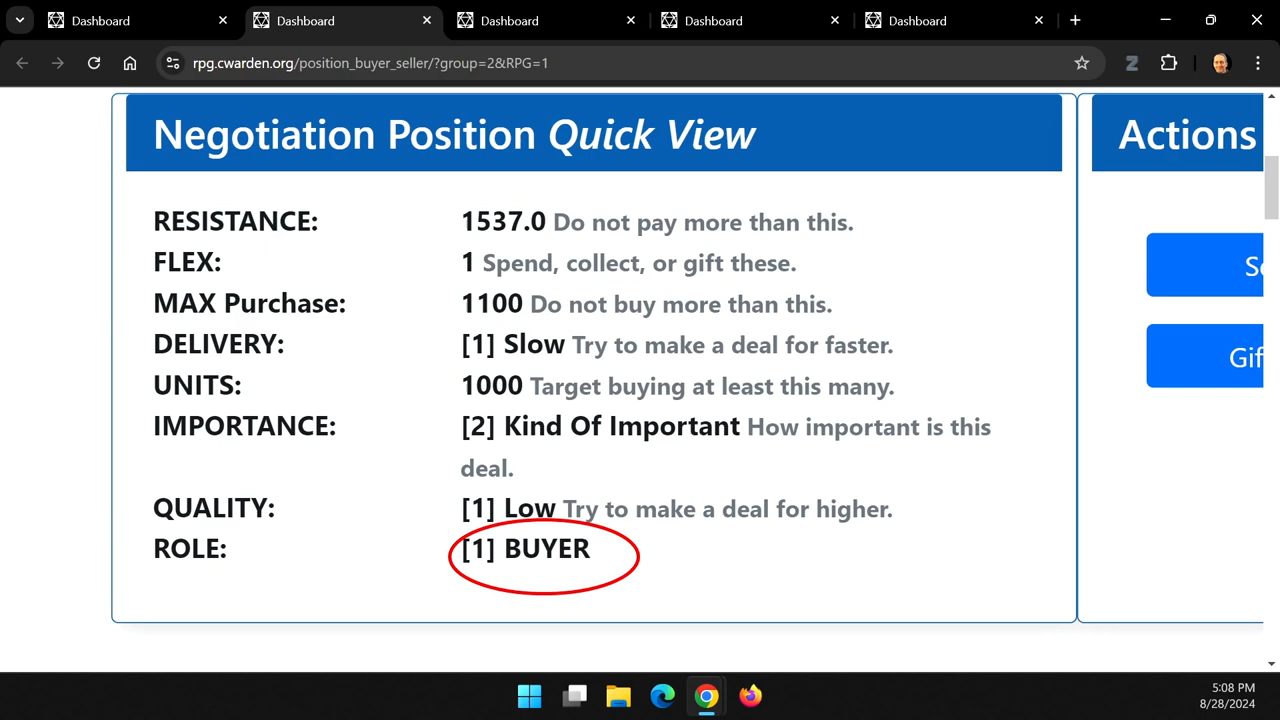 Dashboard
Dashboard
Dashboard
Dashboard
Dashboard
rpg.cwarden.org/position_buyer_seller/?group=2&RPG=1
Negotiation Position Quick View
Actions
RESISTANCE: 1537.0 Do not pay more than this.
FLEX: 1 Spend, collect, or gift these.
MAX Purchase: 1100 Do not buy more than this.
DELIVERY: [1] Slow Try to make a deal for faster.
UNITS: 1000 Target buying at least this many.
IMPORTANCE: [2] Kind Of Important How important is this
deal.
QUALITY: [1] Low Try to make a deal for higher.
ROLE: [1] BUYER
5:08 PM
8/28/2024